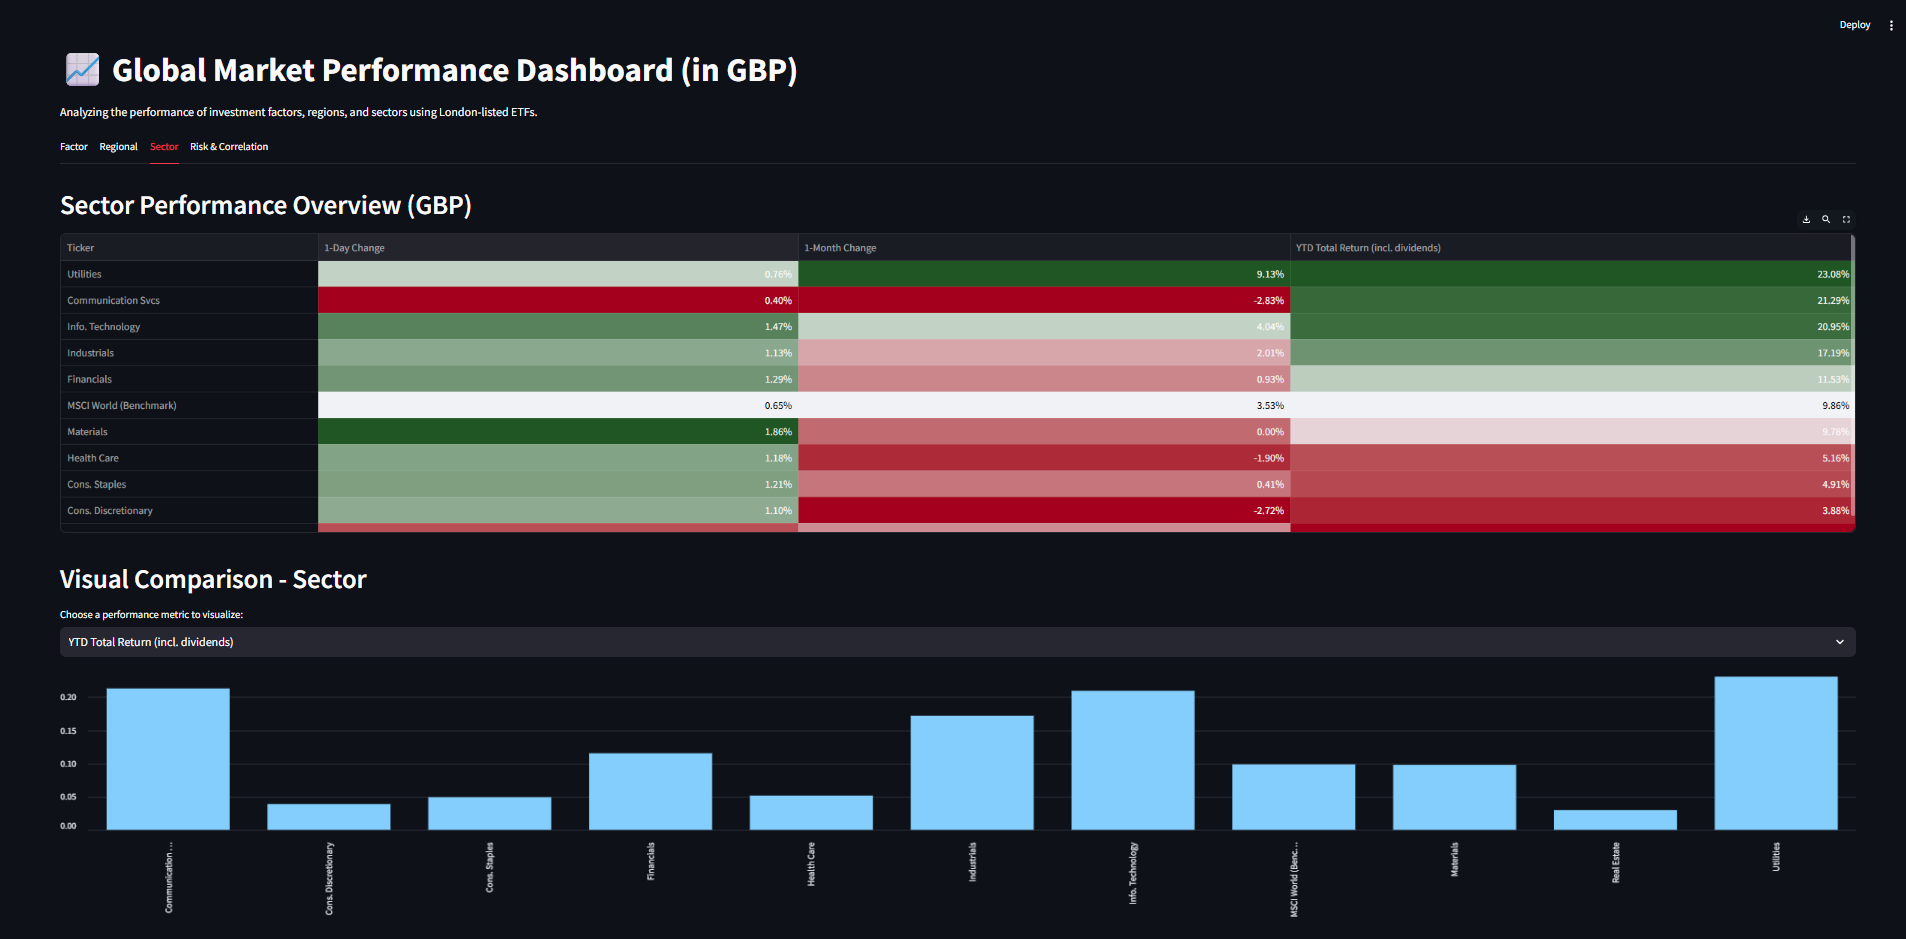 Deploy
Global Market Performance Dashboard (in GBP)
Analyzing the performance of investment factors, regions, and sectors using London-listed ETFs.
Factor Regional Sector Risk & Correlation
Sector Performance Overview (GBP)
Ticker 1-Day Change 1-Month Change YTD Total Return (incl. dividends)
Utilities 0.76% 9.13% 23.08%
Communication Svcs 0.40% -2.83% 21.29%
Info. Technology 1.47% 4.04% 20.95%
Industrials 1.13% 2.01% 17.19%
Financials 1.29% 0.93% 11.53%
MSCI World (Benchmark) 0.65% 3.53% 9.86%
Materials 1.86% 0.00% 9.78%
Health Care 1.18% -1.90% 5.16%
Cons. Staples 1.21% 0.41% 4.91%
Cons. Discretionary 1.10% -2.72% 3.88%
Visual Comparison - Sector
Choose a performance metric to visualize:
YTD Total Return (incl. dividends)
0.20
0.15
0.10
0.05
0.00
Communication ...
Cons. Discretionary
Cons. Staples
Financials
Health Care
Industrials
Info. Technology
MSCI World (Benc...
Materials
Real Estate
Utilities